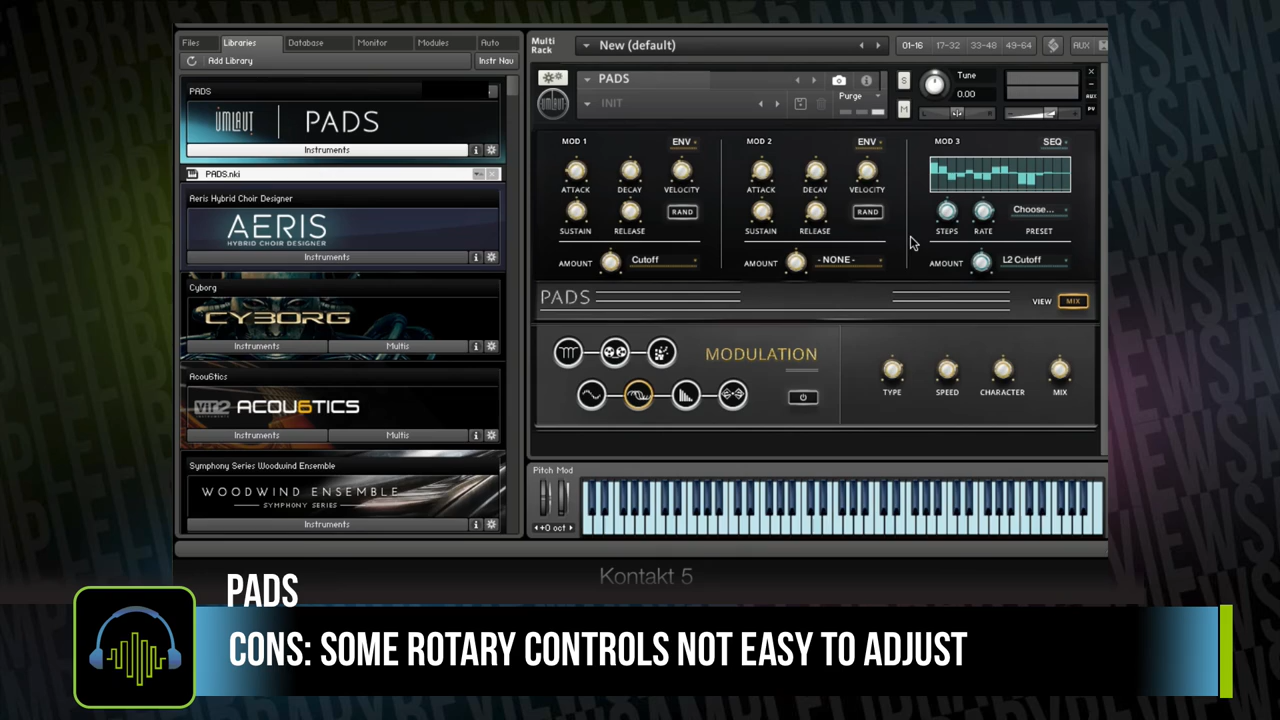 Files Libraries Database Monitor Modules Auto
Add Library Instr Nav
PADS
ÜMLAUT PADS
Instruments
PADS.nki
Aeris Hybrid Choir Designer
AERIS
HYBRID CHOIR DESIGNER
Instruments
Cyborg
CYBORG
Instruments Multis
Acou6tics
vir2 ACOU6TICS
Instruments Multis
Symphony Series Woodwind Ensemble
WOODWIND ENSEMBLE
SYMPHONY SERIES
Instruments
Multi Rack
New (default)
01-16 17-32 33-48 49-64 AUX
PADS
INIT
Purge
S
M
Tune
0.00
AUX
PV
MOD 1 ENV
ATTACK DECAY VELOCITY
RAND
SUSTAIN RELEASE
AMOUNT Cutoff
MOD 2 ENV
ATTACK DECAY VELOCITY
RAND
SUSTAIN RELEASE
AMOUNT - NONE -
MOD 3 SEQ
Choose...
STEPS RATE PRESET
AMOUNT L2 Cutoff
PADS VIEW MIX
MODULATION
TYPE SPEED CHARACTER MIX
Pitch Mod
+0 oct
Kontakt 5
PADS
CONS: SOME ROTARY CONTROLS NOT EASY TO ADJUST